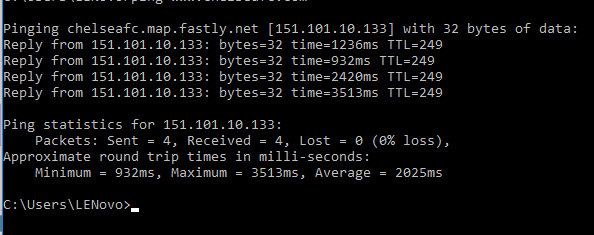 Pinging chelseafc.map.fastly.net [151.101.10.133] with 32 bytes of data:
Reply from 151.101.10.133: bytes=32 time=1236ms TTL=249
Reply from 151.101.10.133: bytes=32 time=932ms TTL=249
Reply from 151.101.10.133: bytes=32 time=2420ms TTL=249
Reply from 151.101.10.133: bytes=32 time=3513ms TTL=249
Ping statistics for 151.101.10.133:
Packets: Sent = 4, Received = 4, Lost = 0 (0% loss),
Approximate round trip times in milli-seconds:
Minimum = 932ms, Maximum = 3513ms, Average = 2025ms
C:\Users\LENovo>